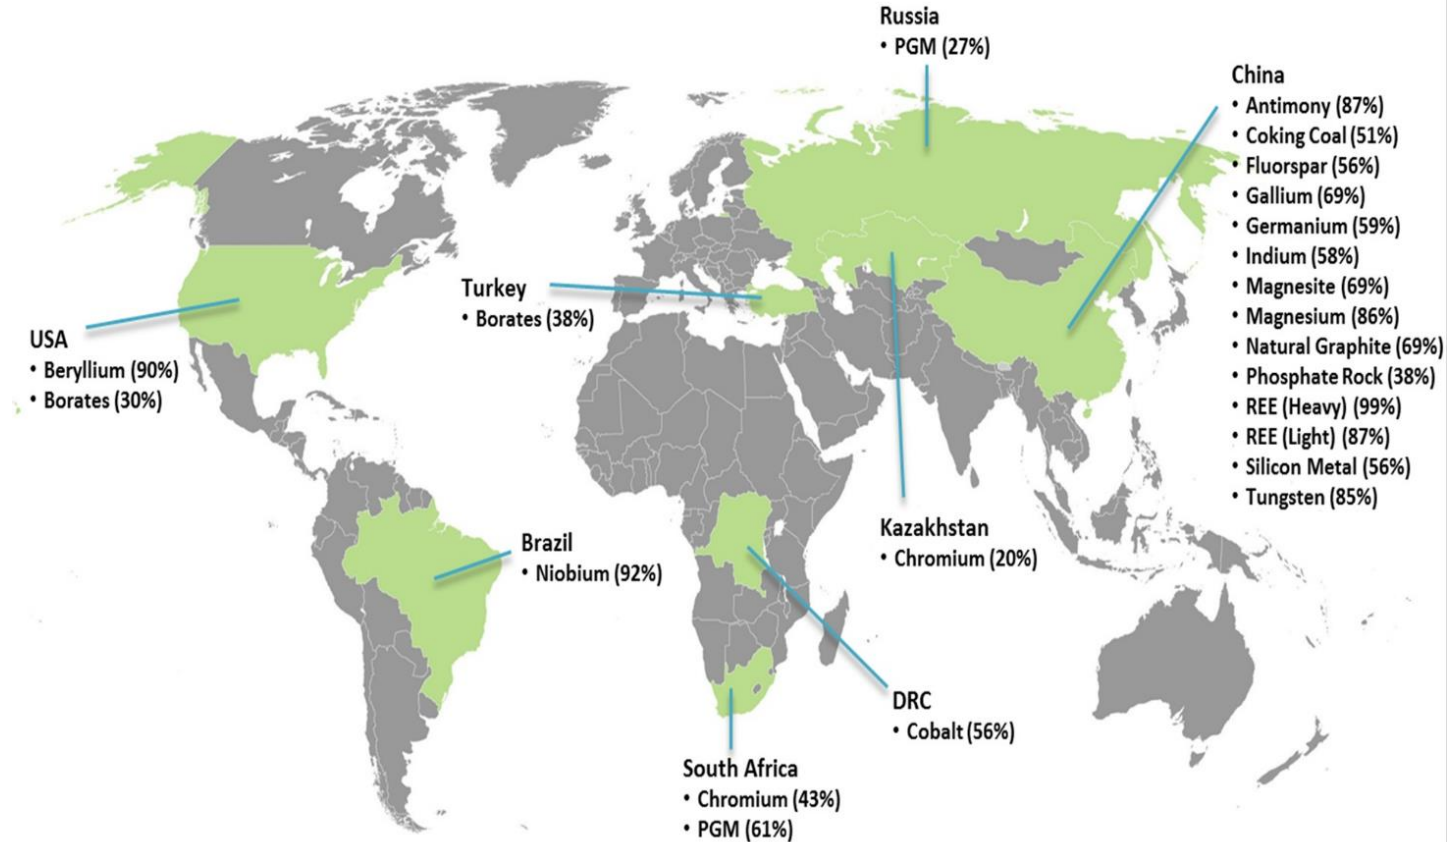 Russia
• PGM (27%)
China
• Antimony (87%)
• Coking Coal (51%)
• Fluorspar (56%)
• Gallium (69%)
• Germanium (59%)
• Indium (58%)
• Magnesite (69%)
• Magnesium (86%)
• Natural Graphite (69%)
• Phosphate Rock (38%)
• REE (Heavy) (99%)
• REE (Light) (87%)
• Silicon Metal (56%)
• Tungsten (85%)
Turkey
• Borates (38%)
USA
• Beryllium (90%)
• Borates (30%)
Brazil
• Niobium (92%)
Kazakhstan
• Chromium (20%)
DRC
• Cobalt (56%)
South Africa
• Chromium (43%)
• PGM (61%)